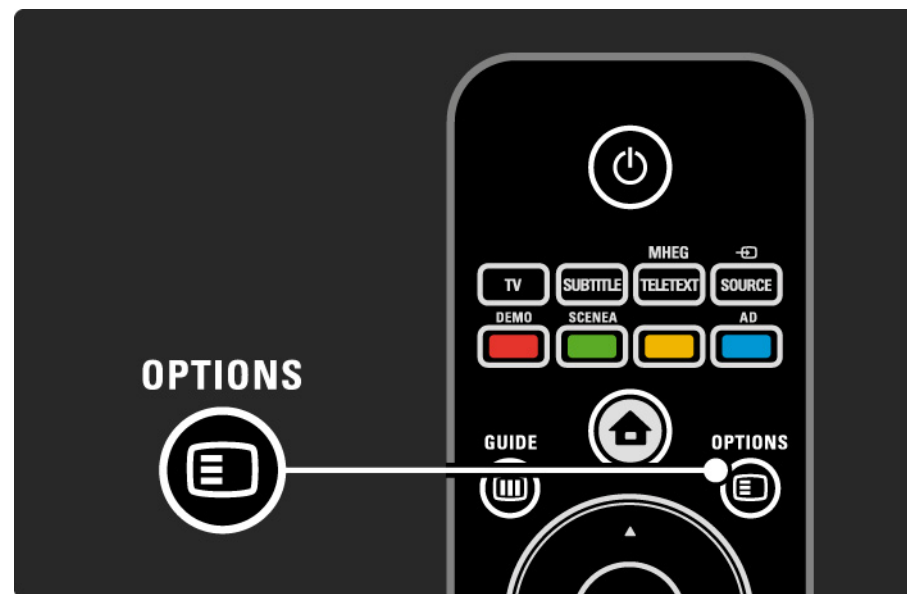 MHEG
TV SUBTITLE TELETEXT SOURCE
DEMO SCENEA AD
OPTIONS
GUIDE OPTIONS